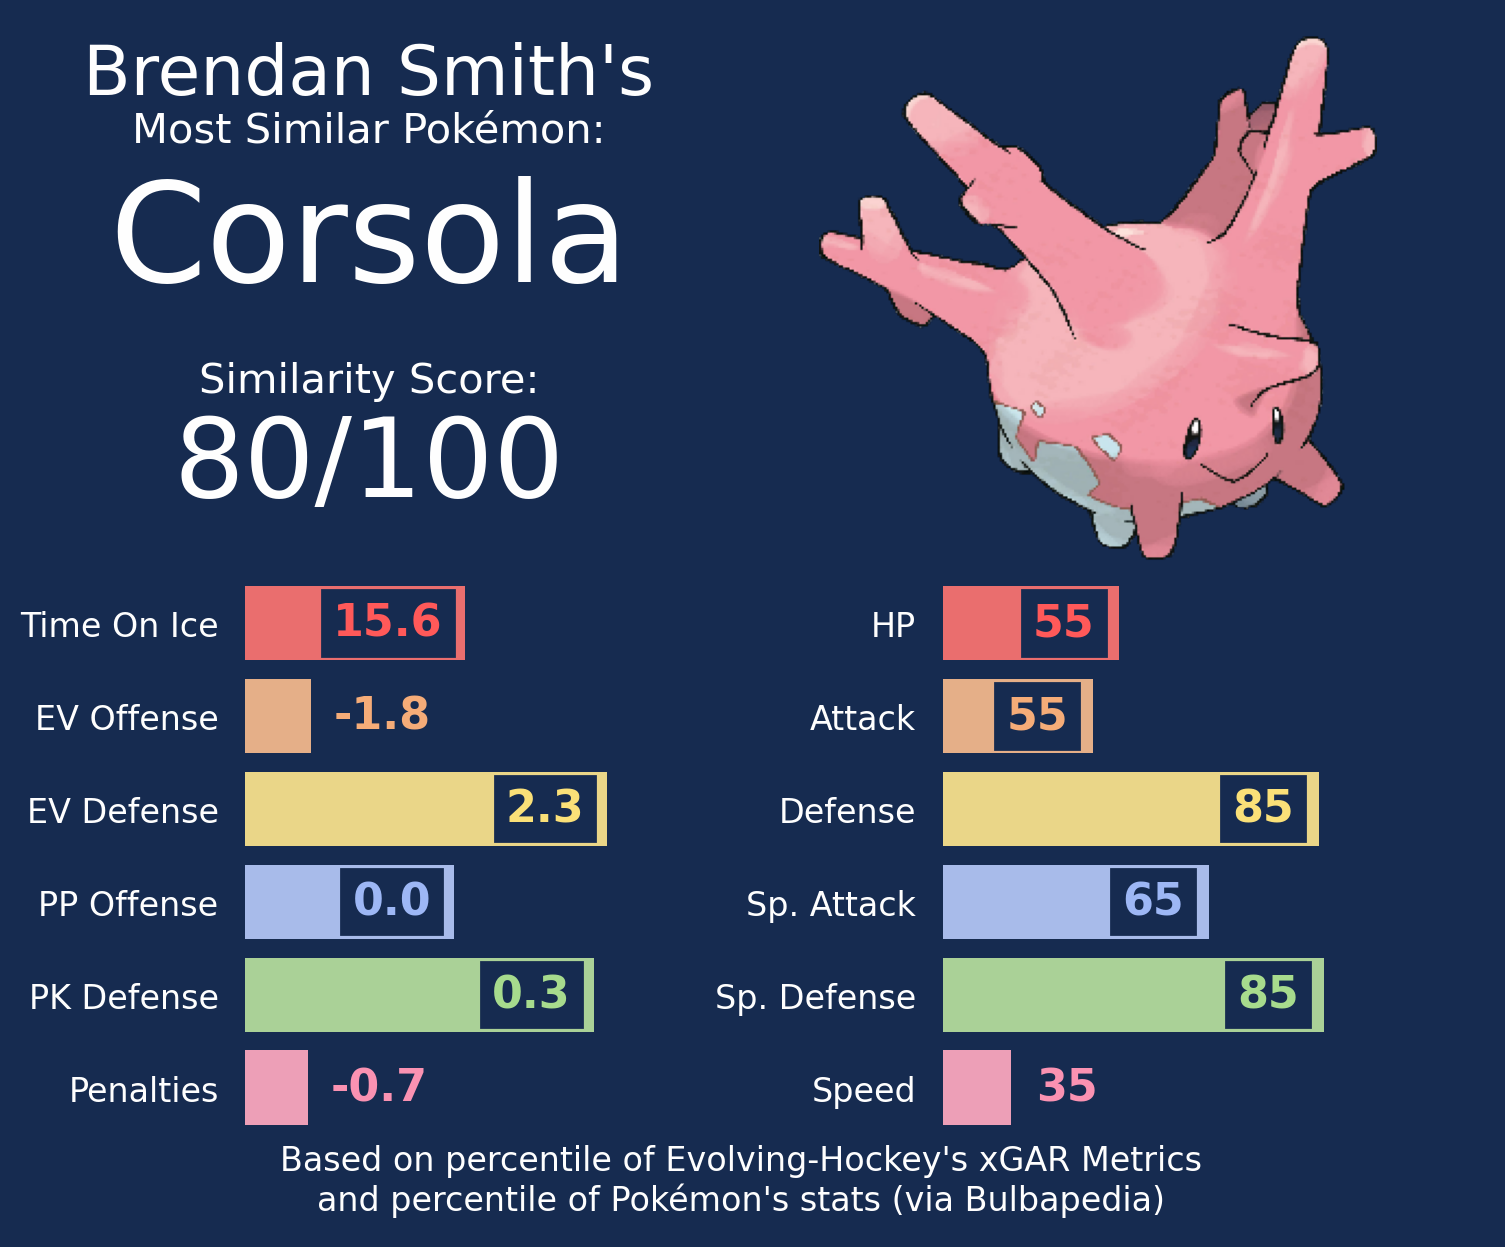 Brendan Smith's
Most Similar Pokémon:
Corsola
Similarity Score:
80/100
Time On Ice 15.6
EV Offense -1.8
EV Defense 2.3
PP Offense 0.0
PK Defense 0.3
Penalties -0.7
HP 55
Attack 55
Defense 85
Sp. Attack 65
Sp. Defense 85
Speed 35
Based on percentile of Evolving-Hockey's xGAR Metrics
and percentile of Pokémon's stats (via Bulbapedia)